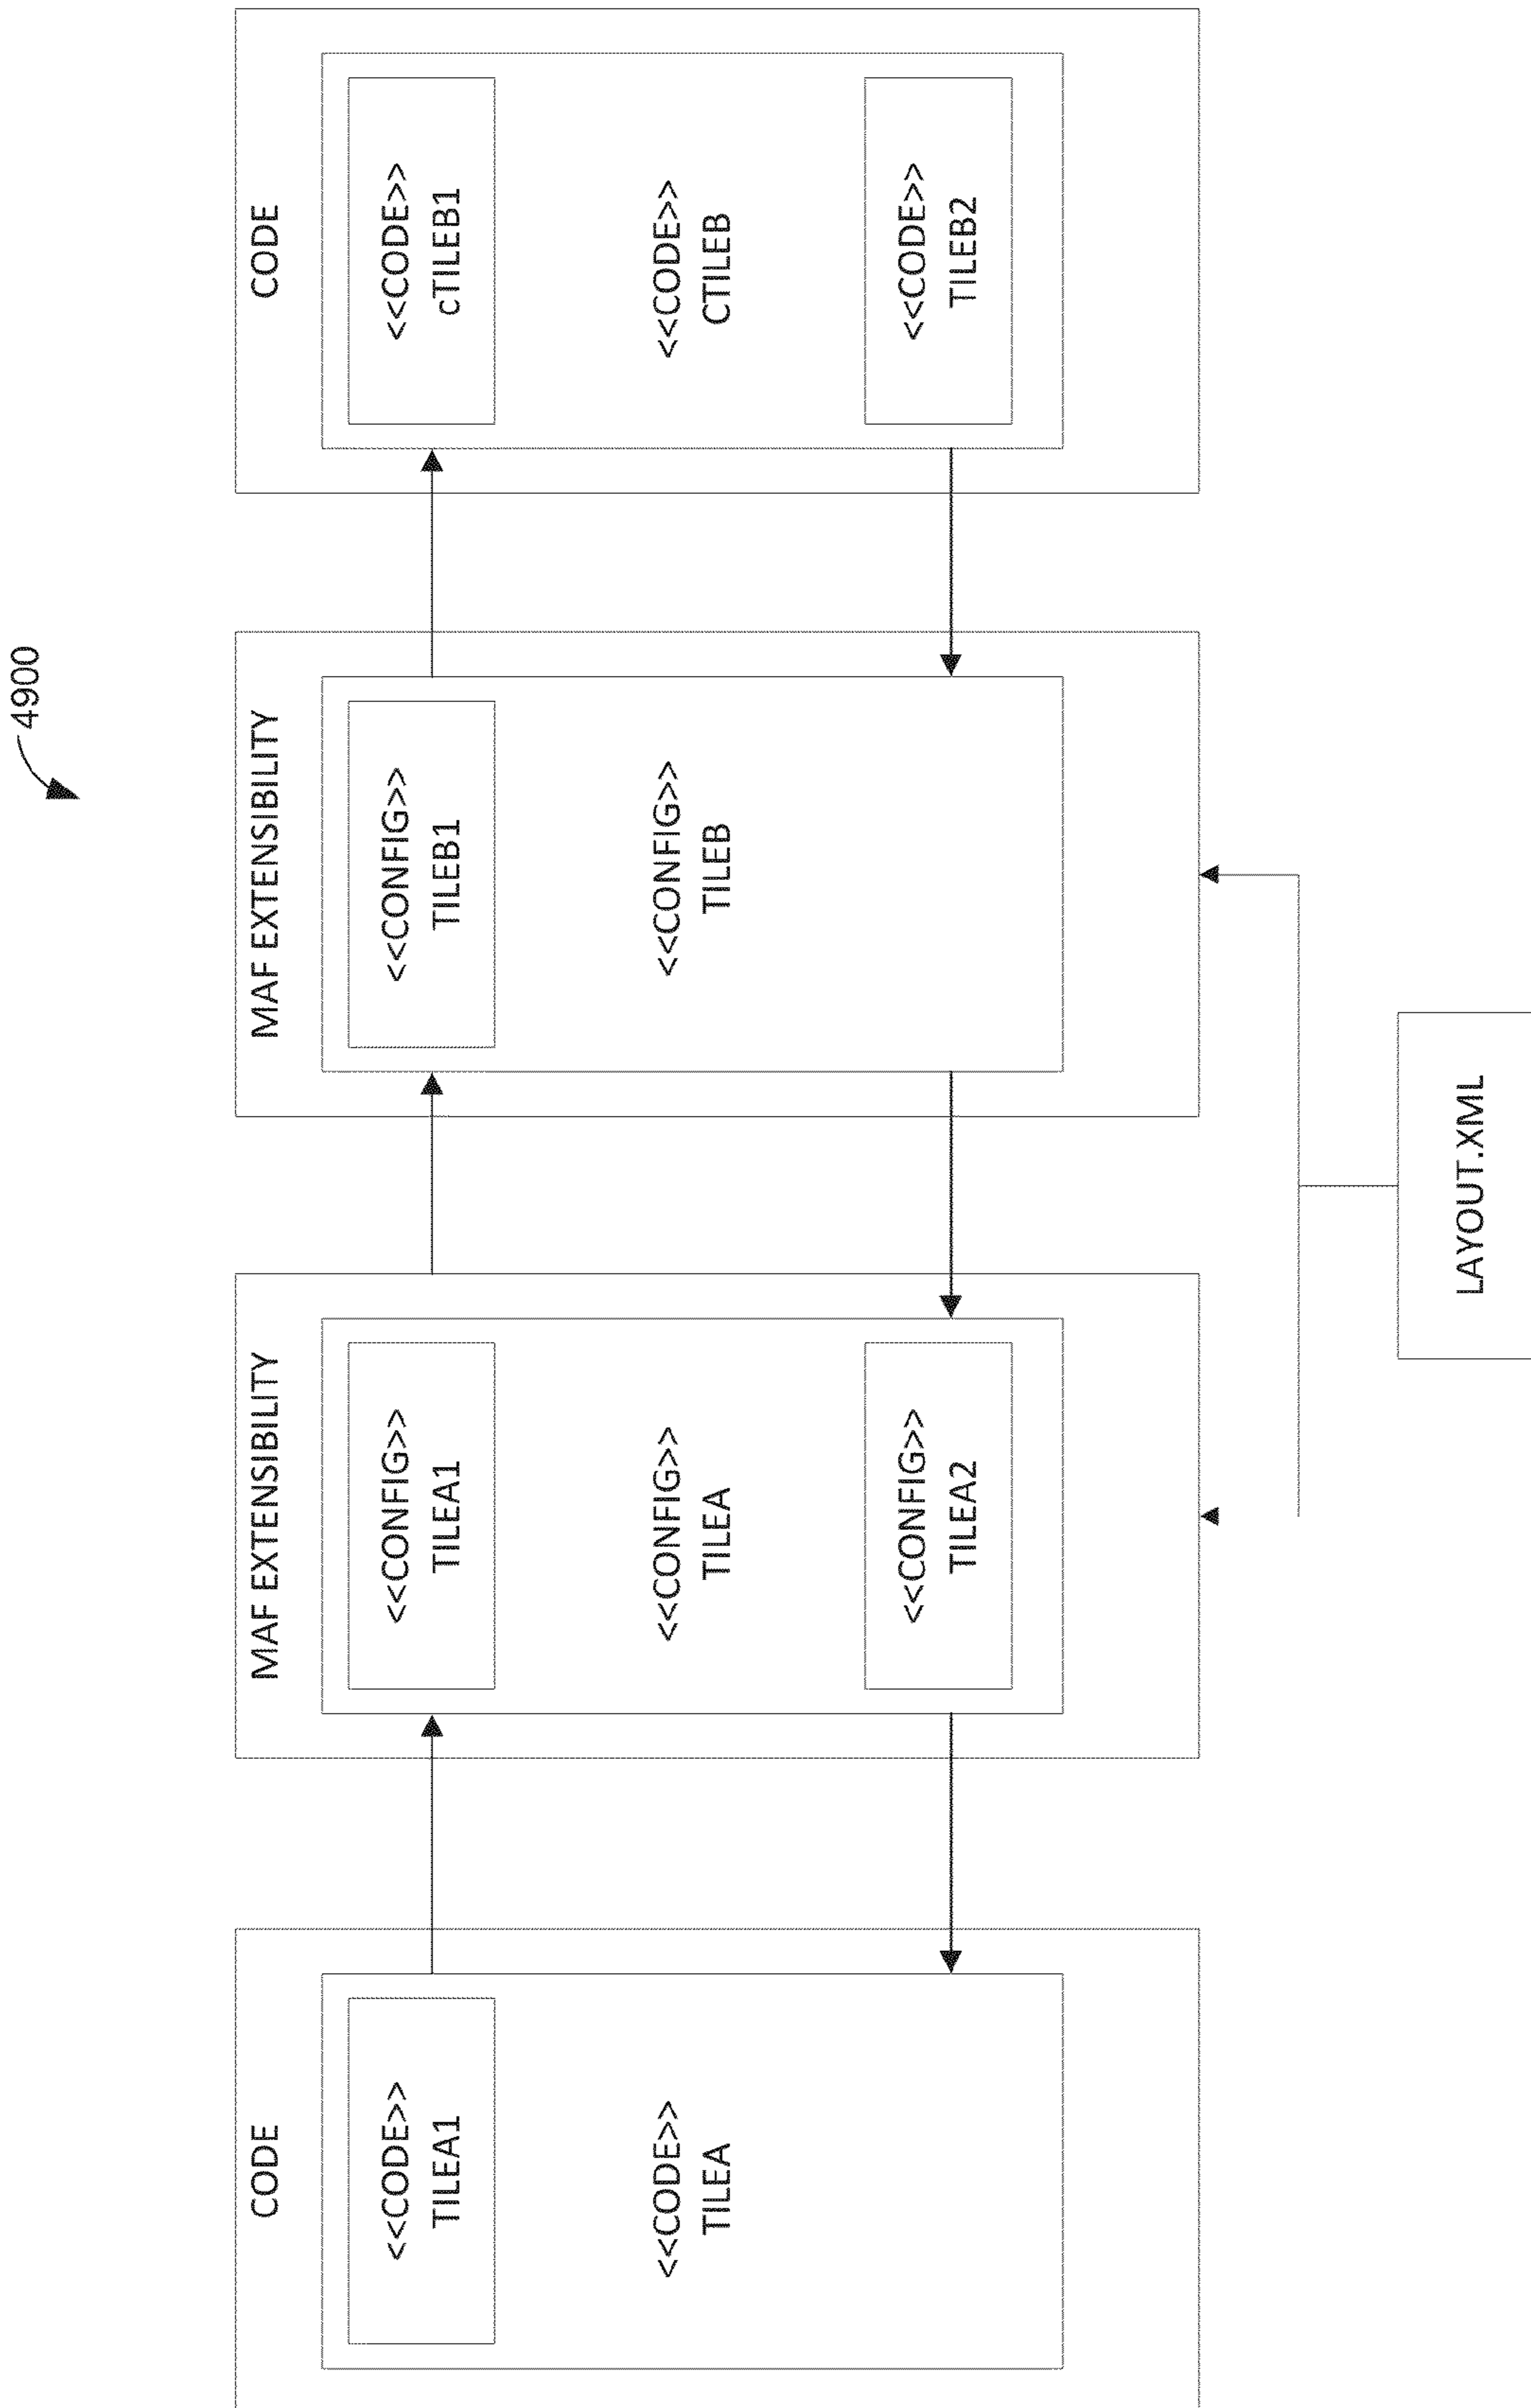 4900
CODE
<<CODE>>
TILEA1
<<CODE>>
TILEA
MAF EXTENSIBILITY
<<CONFIG>>
TILEA1
<<CONFIG>>
TILEA
<<CONFIG>>
TILEA2
MAF EXTENSIBILITY
<<CONFIG>>
TILEB1
<<CONFIG>>
TILEB
CODE
<<CODE>>
cTILEB1
<<CODE>>
CTILEB
<<CODE>>
TILEB2
LAYOUT.XML